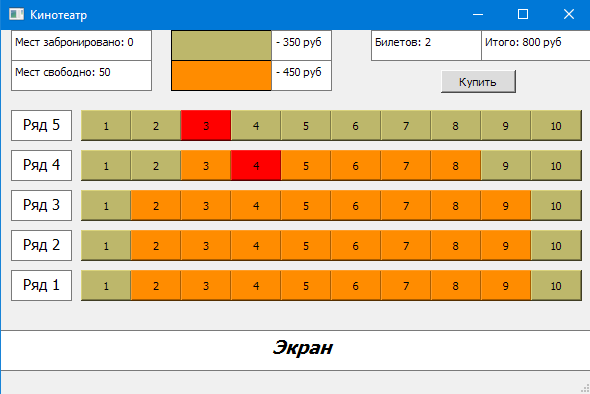 Кинотеатр
Мест забронировано: 0
- 350 руб
Билетов: 2
Итого: 800 руб
Мест свободно: 50
- 450 руб
Купить
Ряд 5 1 2 3 4 5 6 7 8 9 10
Ряд 4 1 2 3 4 5 6 7 8 9 10
Ряд 3 1 2 3 4 5 6 7 8 9 10
Ряд 2 1 2 3 4 5 6 7 8 9 10
Ряд 1 1 2 3 4 5 6 7 8 9 10
Экран